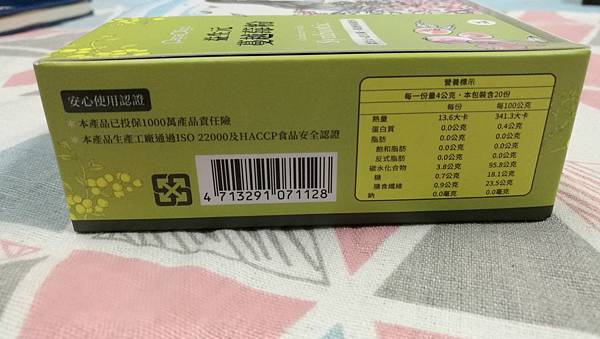 益生元
安心使用認證
本產品已投保1000萬產品責任險
本產品生產工廠通過ISO 22000及HACCP食品安全認證
4 713291 071128
營養標示
每一份量4公克，本包裝含20份
每份 每100公克
熱量 13.6大卡 341.3大卡
蛋白質 0.0公克 0.4公克
脂肪 0.0公克 0.0公克
飽和脂肪 0.0公克 0.0公克
反式脂肪 0.0公克 0.0公克
碳水化合物 3.8公克 95.8公克
糖 0.7公克 18.1公克
膳食纖維 0.9公克 23.5公克
鈉 0.0毫克 0.0毫克